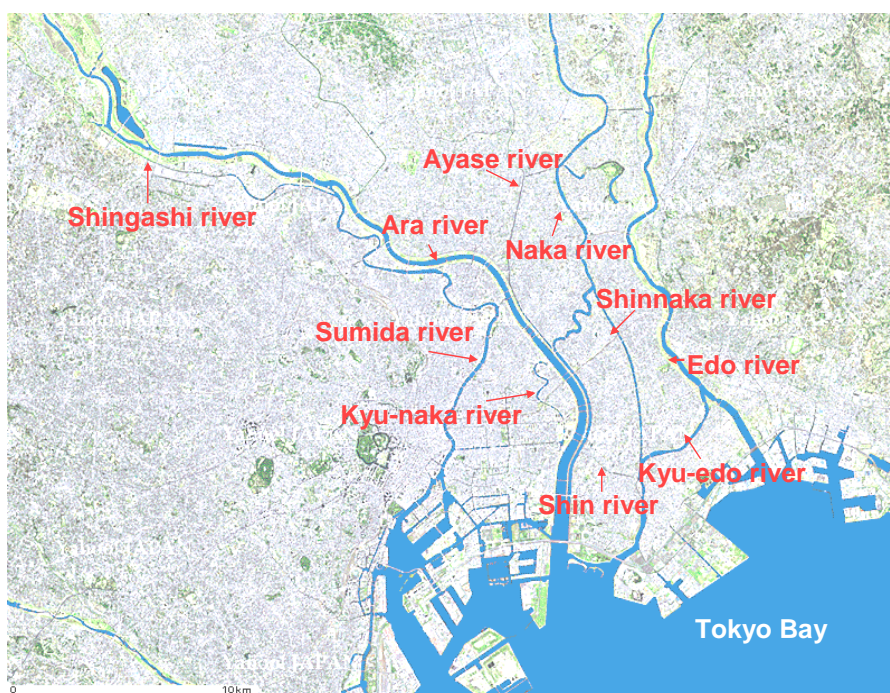 Ayase river
Shingashi river
Ara river
Naka river
Shinnaka river
Sumida river
Edo river
Kyu-naka river
Kyu-edo river
Shin river
Tokyo Bay
0
10km